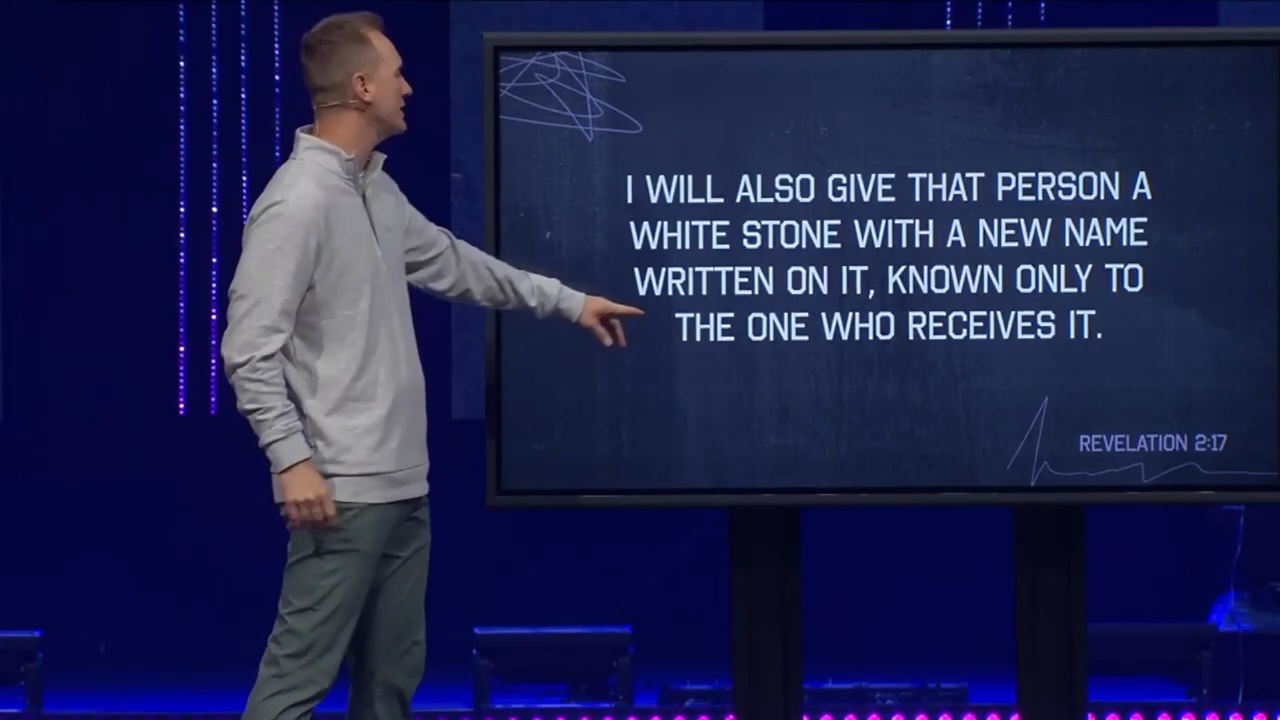 I WILL ALSO GIVE THAT PERSON A
WHITE STONE WITH A NEW NAME
WRITTEN ON IT, KNOWN ONLY TO
THE ONE WHO RECEIVES IT.
REVELATION 2:17